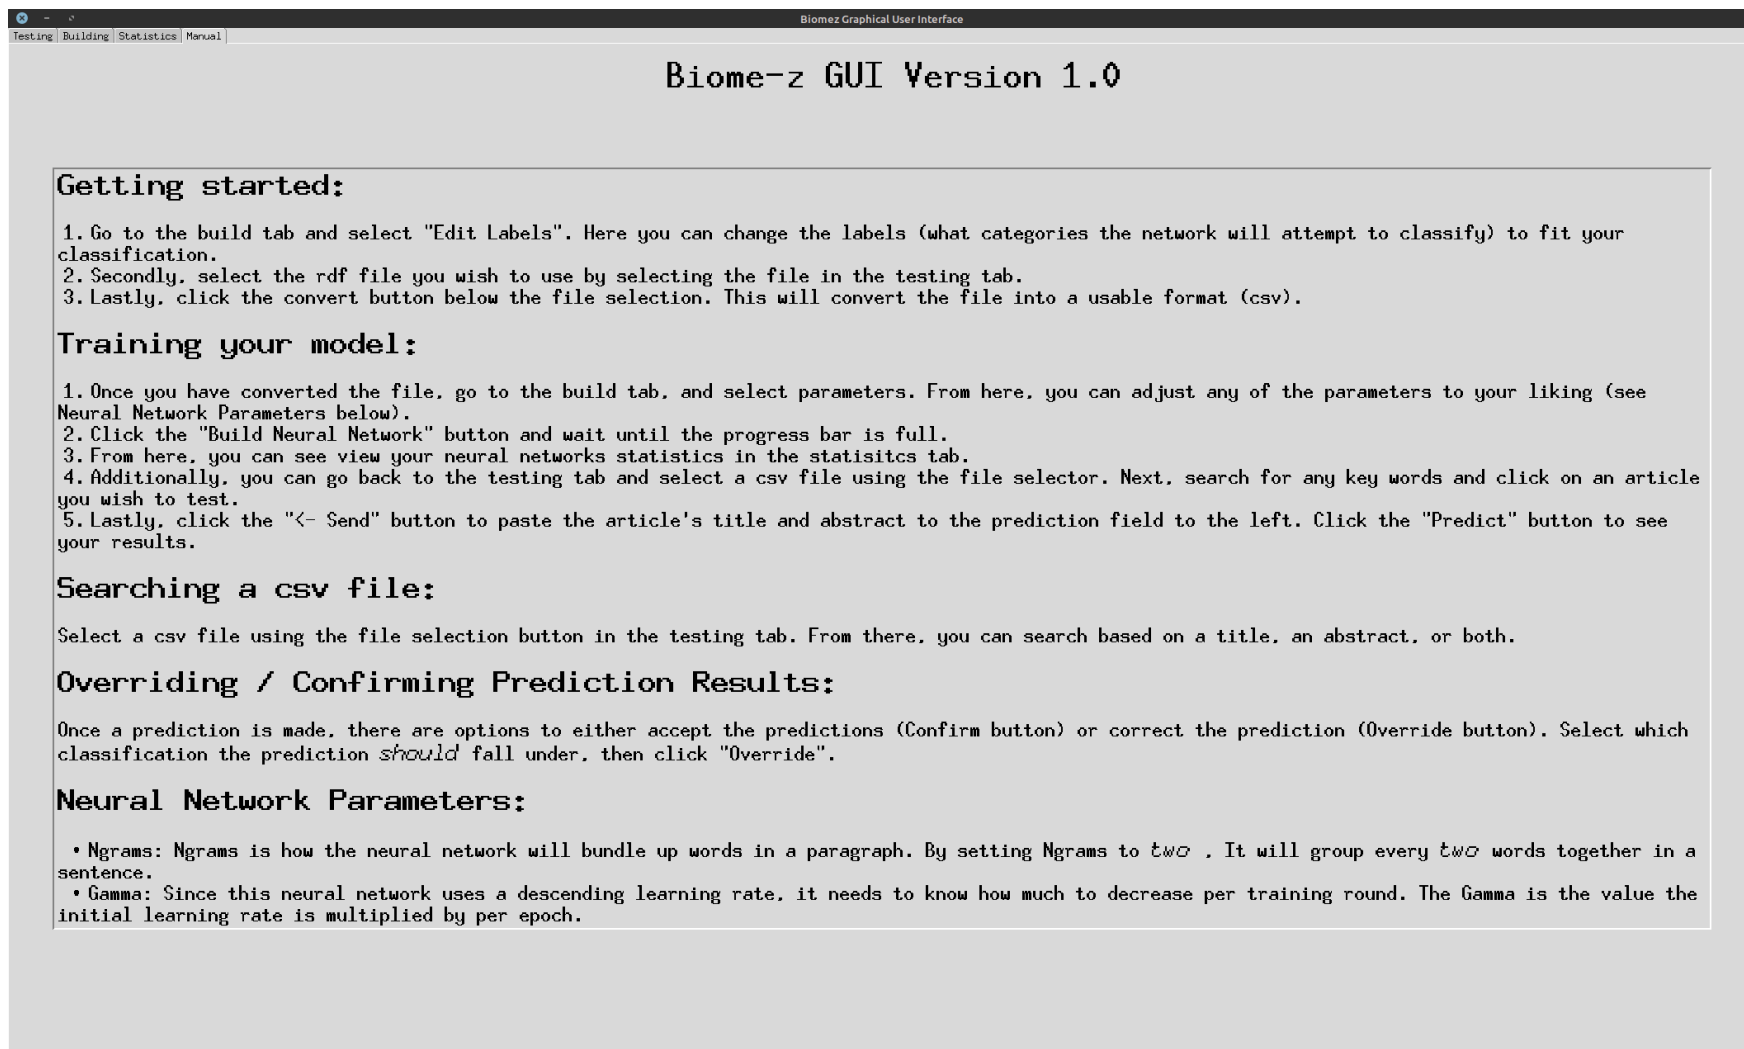 Biomez Graphical User Interface
Testing Building Statistics Manual
Biome-z GUI Version 1.0
Getting started:
1. Go to the build tab and select "Edit Labels". Here you can change the labels (what categories the network will attempt to classify) to fit your
classification.
2. Secondly, select the rdf file you wish to use by selecting the file in the testing tab.
3. Lastly, click the convert button below the file selection. This will convert the file into a usable format (csv).
Training your model:
1. Once you have converted the file, go to the build tab, and select parameters. From here, you can adjust any of the parameters to your liking (see
Neural Network Parameters below).
2. Click the "Build Neural Network" button and wait until the progress bar is full.
3. From here, you can see view your neural networks statistics in the statisitcs tab.
4. Additionally, you can go back to the testing tab and select a csv file using the file selector. Next, search for any key words and click on an article
you wish to test.
5. Lastly, click the "<- Send" button to paste the article's title and abstract to the prediction field to the left. Click the "Predict" button to see
your results.
Searching a csv file:
Select a csv file using the file selection button in the testing tab. From there, you can search based on a title, an abstract, or both.
Overriding / Confirming Prediction Results:
Once a prediction is made, there are options to either accept the predictions (Confirm button) or correct the prediction (Override button). Select which
classification the prediction should fall under, then click "Override".
Neural Network Parameters:
• Ngrams: Ngrams is how the neural network will bundle up words in a paragraph. By setting Ngrams to two , It will group every two words together in a
sentence.
• Gamma: Since this neural network uses a descending learning rate, it needs to know how much to decrease per training round. The Gamma is the value the
initial learning rate is multiplied by per epoch.